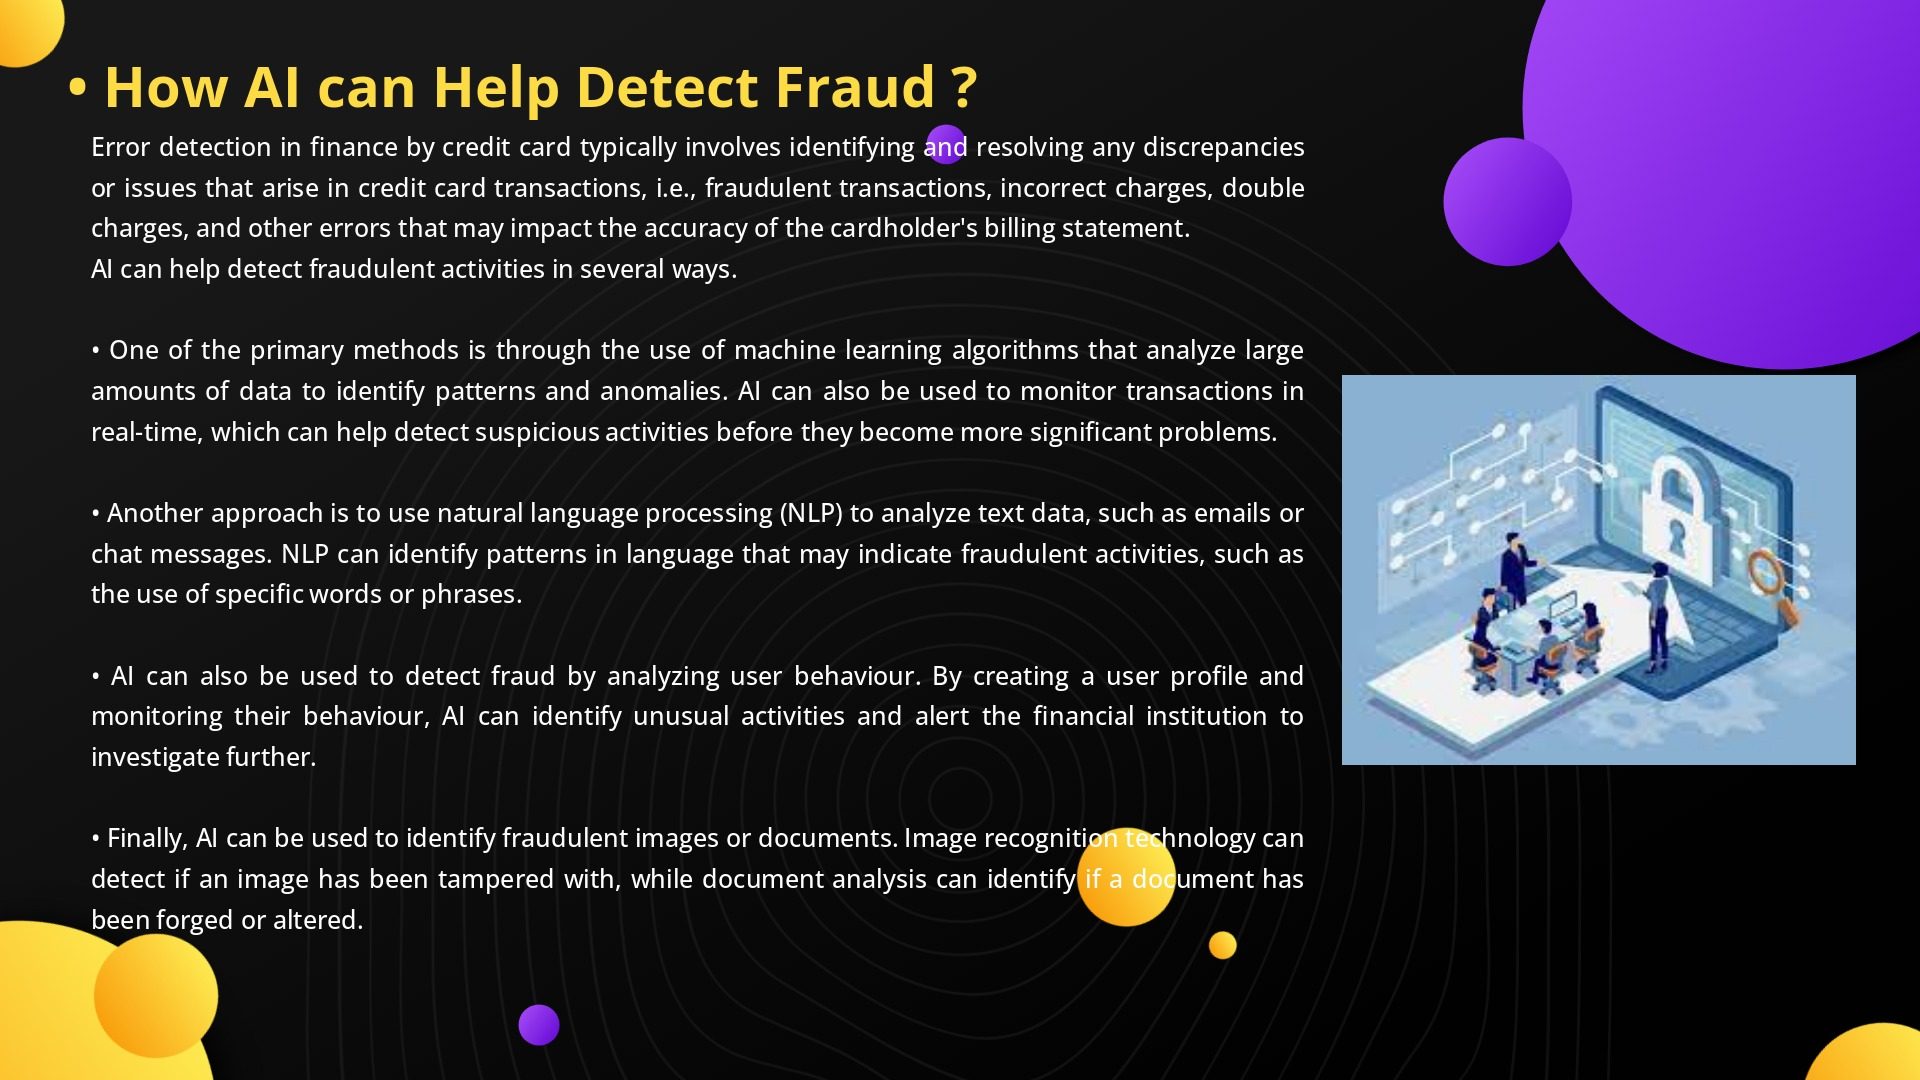 • How AI can Help Detect Fraud ?
Error detection in finance by credit card typically involves identifying and resolving any discrepancies
or issues that arise in credit card transactions, i.e., fraudulent transactions, incorrect charges, double
charges, and other errors that may impact the accuracy of the cardholder's billing statement.
AI can help detect fraudulent activities in several ways.
• One of the primary methods is through the use of machine learning algorithms that analyze large
amounts of data to identify patterns and anomalies. AI can also be used to monitor transactions in
real-time, which can help detect suspicious activities before they become more significant problems.
• Another approach is to use natural language processing (NLP) to analyze text data, such as emails or
chat messages. NLP can identify patterns in language that may indicate fraudulent activities, such as
the use of specific words or phrases.
• AI can also be used to detect fraud by analyzing user behaviour. By creating a user profile and
monitoring their behaviour, AI can identify unusual activities and alert the financial institution to
investigate further.
• Finally, AI can be used to identify fraudulent images or documents. Image recognition technology can
detect if an image has been tampered with, while document analysis can identify if a document has
been forged or altered.